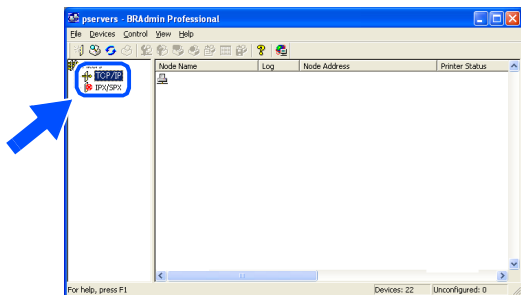 pservers - BRAdmin Professional
File Devices Control View Help
Node Name Log Node Address Printer Status
TCP/IP
IPX/SPX
For help, press F1 Devices: 22 Unconfigured: 0